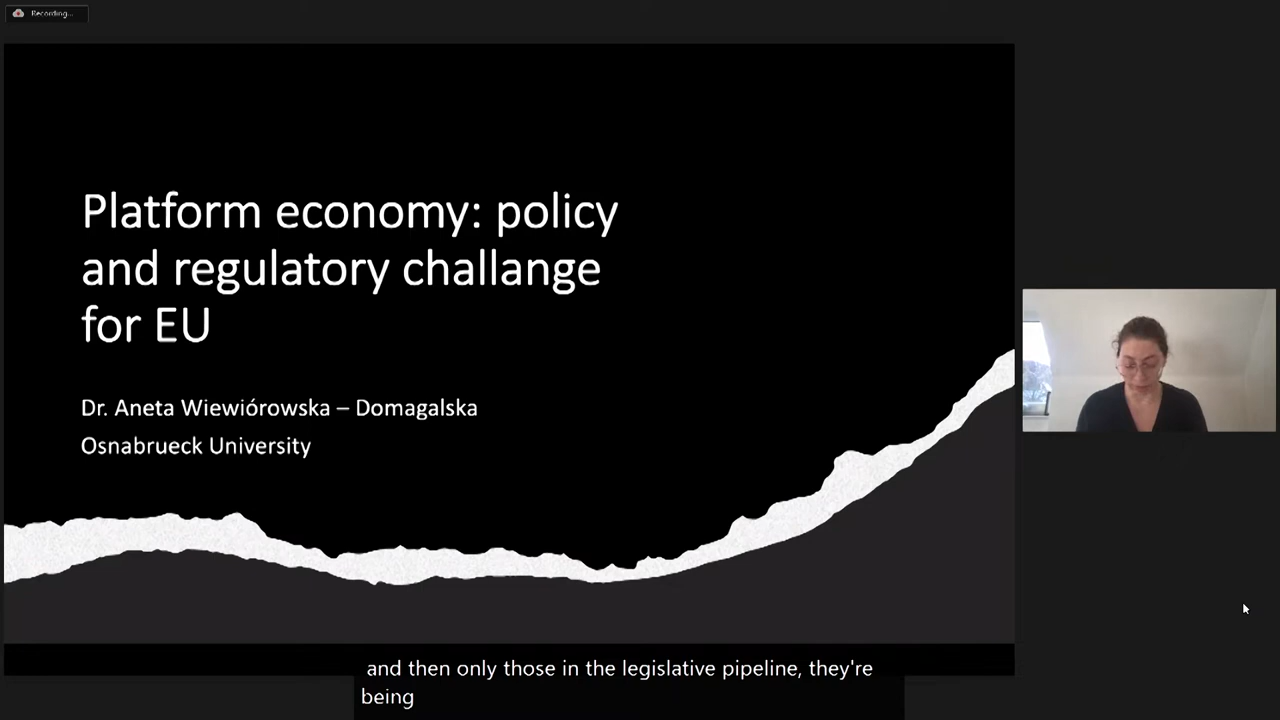 Recording...
Platform economy: policy
and regulatory challange
for EU
Dr. Aneta Wiewiórowska – Domagalska
Osnabrueck University
and then only those in the legislative pipeline, they're
being